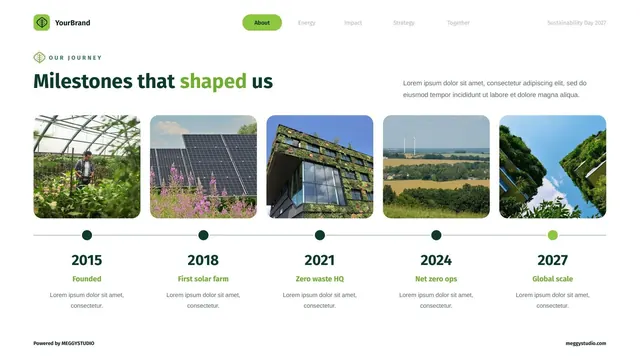 YourBrand
About
Energy
Impact
Strategy
Together
Sustainability Day 2027
OUR JOURNEY
Milestones that shaped us
Lorem ipsum dolor sit amet, consectetur adipiscing elit, sed do
eiusmod tempor incididunt ut labore et dolore magna aliqua.
2015
Founded
Lorem ipsum dolor sit amet,
consectetur.
2018
First solar farm
Lorem ipsum dolor sit amet,
consectetur.
2021
Zero waste HQ
Lorem ipsum dolor sit amet,
consectetur.
2024
Net zero ops
Lorem ipsum dolor sit amet,
consectetur.
2027
Global scale
Lorem ipsum dolor sit amet,
consectetur.
Powered by MEGGYSTUDIO
meggystudio.com